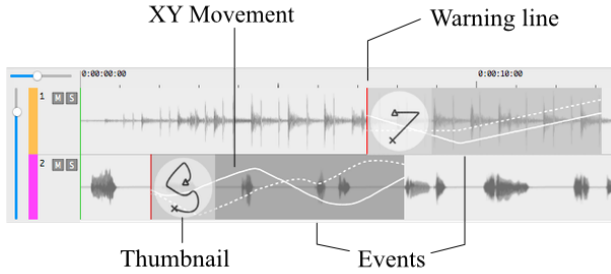 XY Movement
Warning line
0:00:00:00
0:00:10:00
1 M S
2 M S
Thumbnail
Events